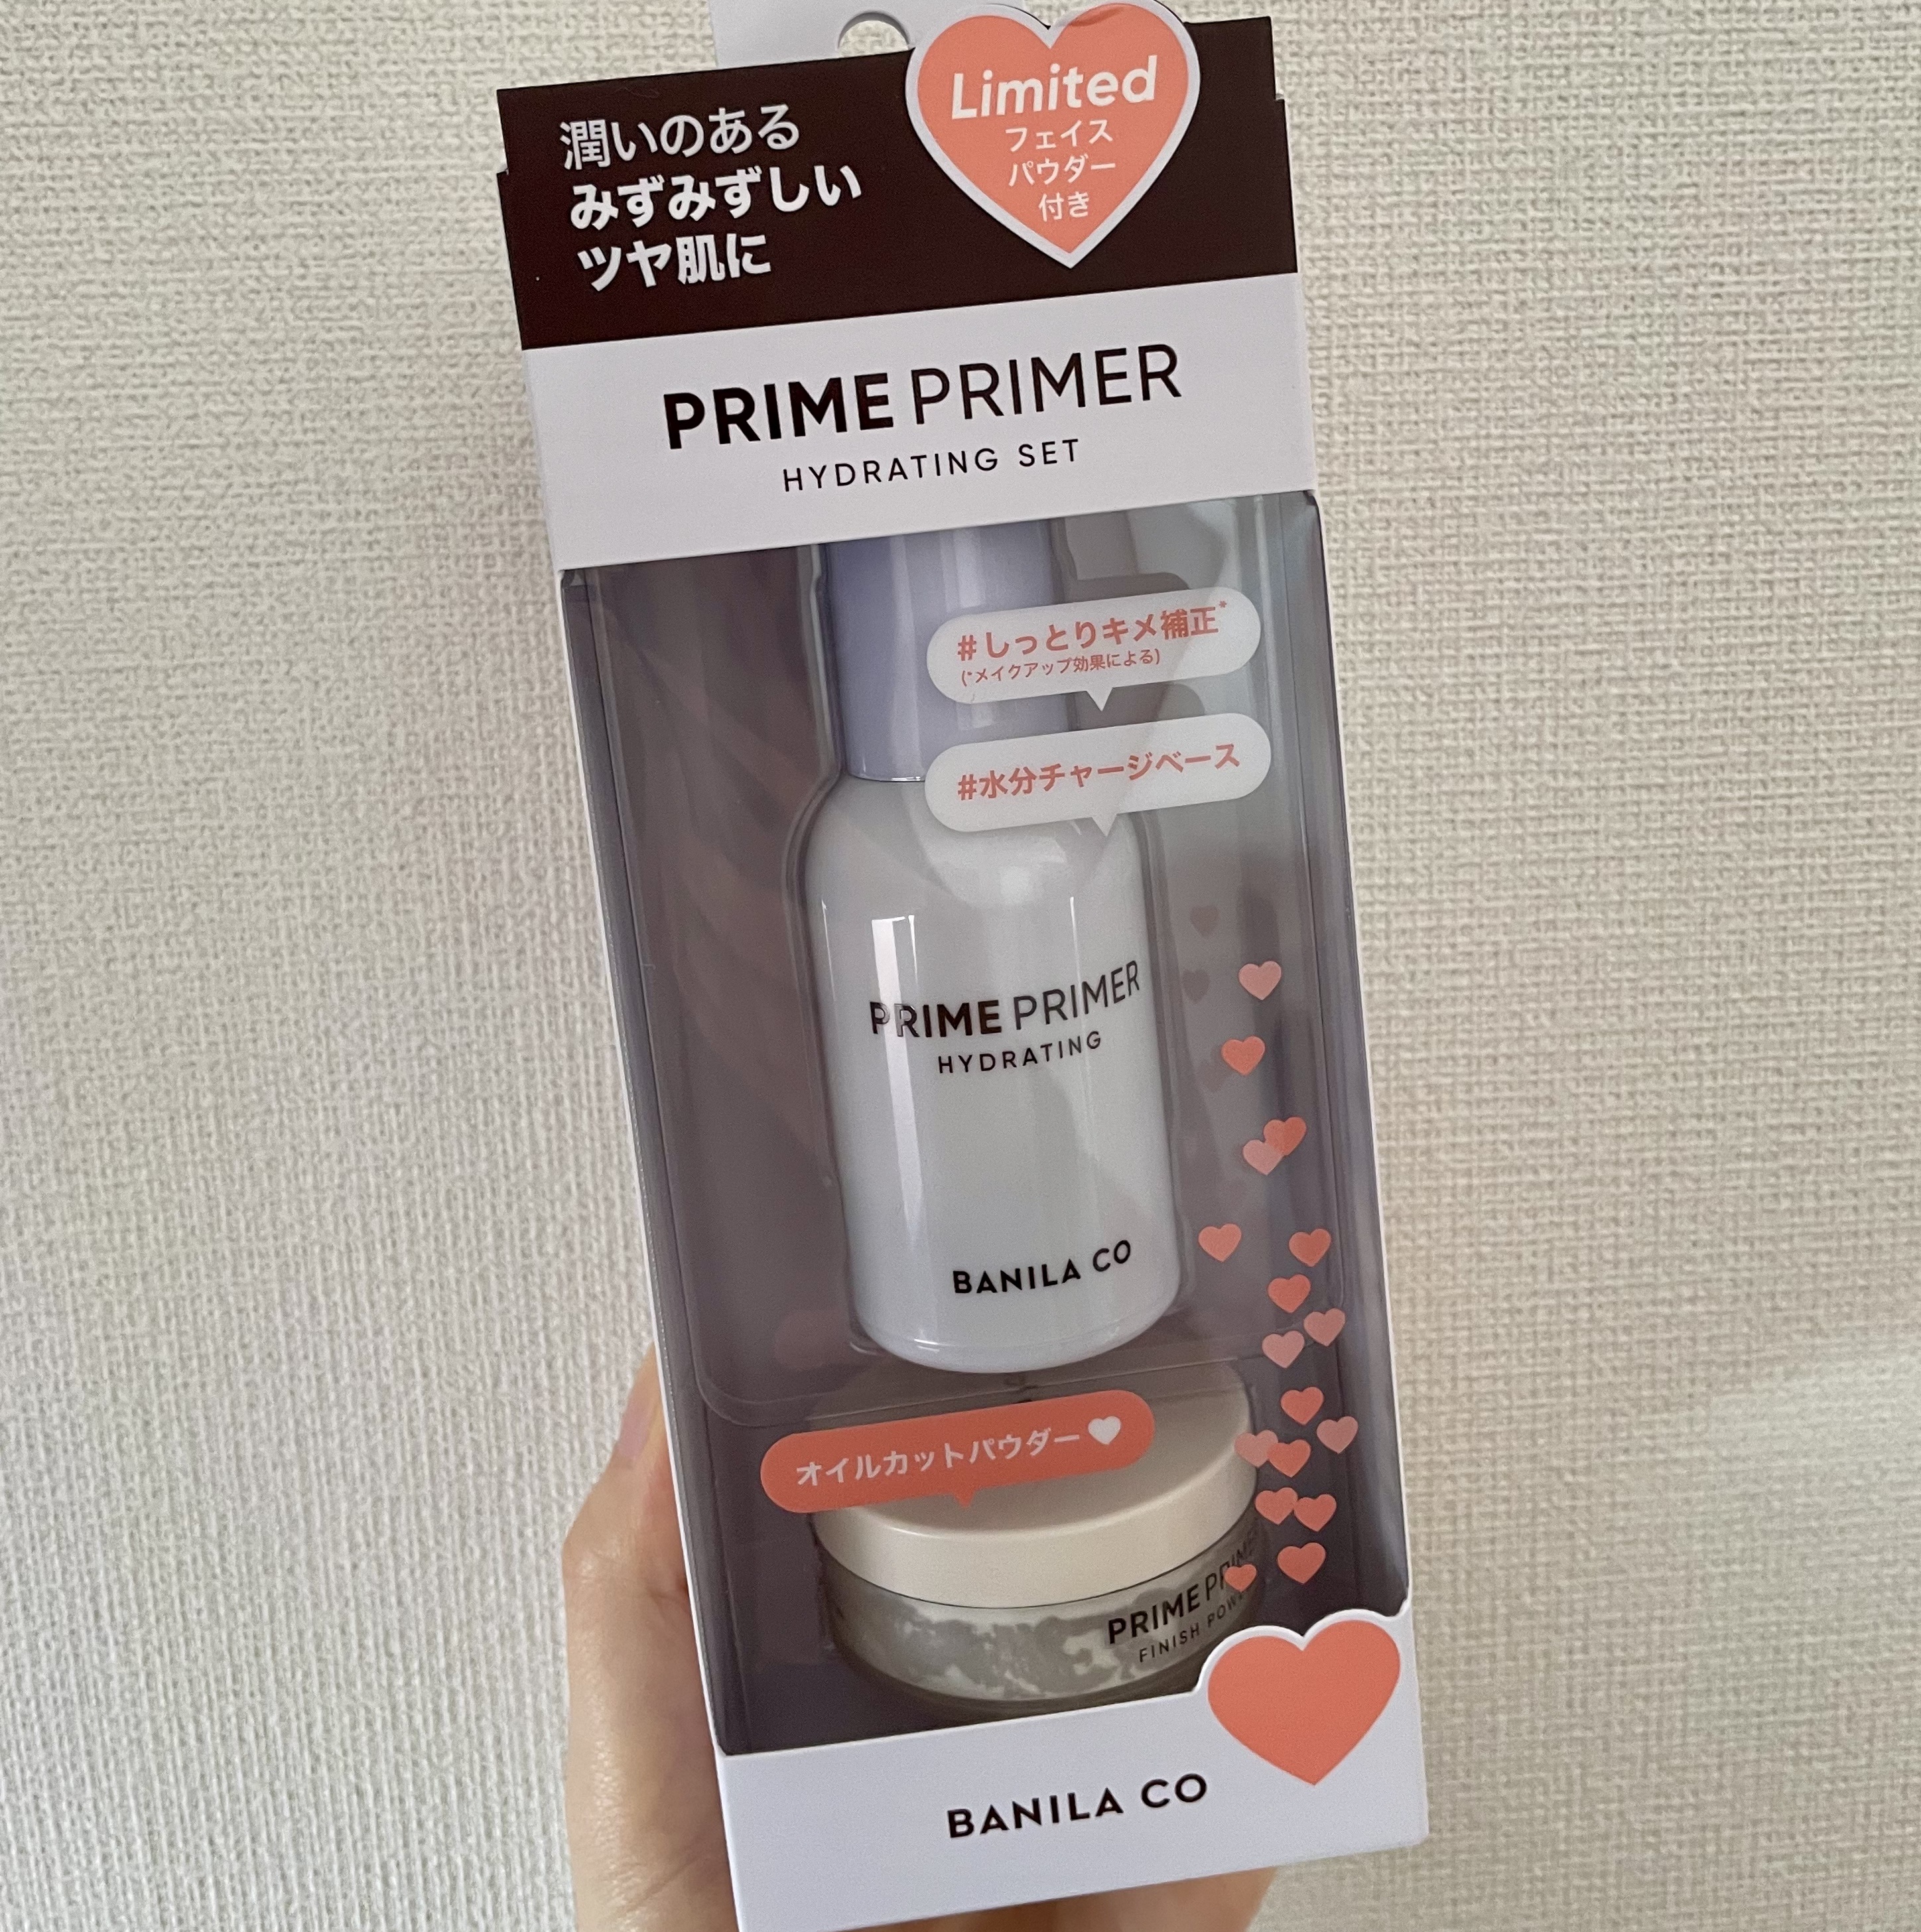 潤いのある
みずみずしい
ツヤ肌に
Limited
フェイス
パウダー
付き
PRIME PRIMER
HYDRATING SET
#しっとりキメ補正*
(*メイクアップ効果による)
#水分チャージベース
PRIME PRIMER
HYDRATING
BANILA CO
オイルカットパウダー
PRIME
FINISH
BANILA CO